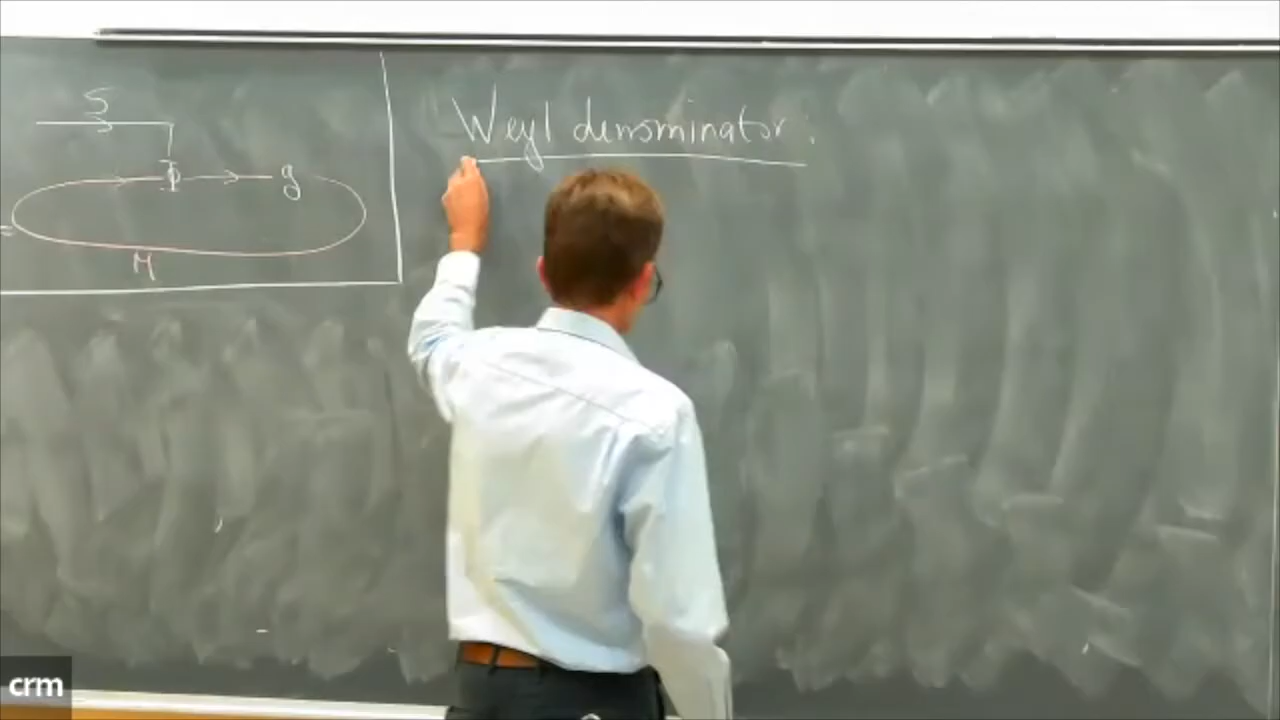 Weyl denominator:
Φ
g
M
=
crm